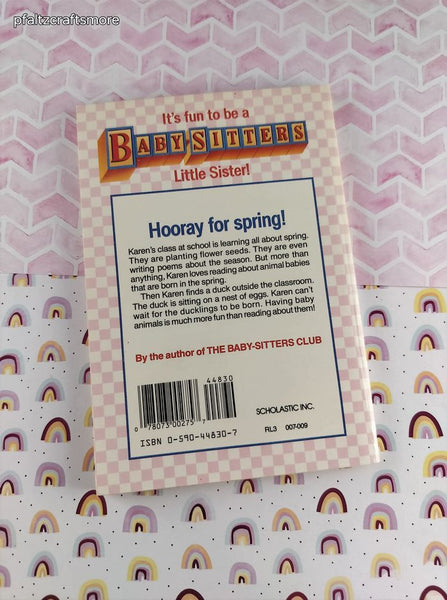 pfaltzcraftsmore
It's fun to be a
BABY-SITTERS
Little Sister!
Hooray for spring!
Karen's class at school is learning all about spring.
They are planting flower seeds. They are even
writing poems about the season. But more than
anything, Karen loves reading about animal babies
that are born in the spring.
Then Karen finds a duck outside the classroom.
The duck is sitting on a nest of eggs. Karen can't
wait for the ducklings to be born. Having baby
animals is much more fun than reading about them!
By the author of THE BABY-SITTERS CLUB
44830
0 78073 00275 7
ISBN 0-590-44830-7
SCHOLASTIC INC.
RL3 007-009